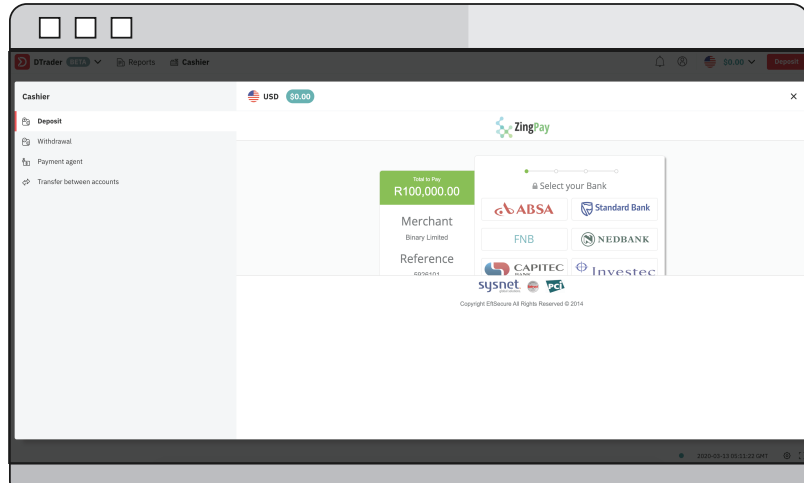 DTrader BETA Reports Cashier $0.00 Deposit
Cashier
USD $0.00
Deposit
Withdrawal
Payment agent
Transfer between accounts
ZingPay
Total to Pay
R100,000.00
Merchant
Binary Limited
Reference
5926101
Select your Bank
ABSA Standard Bank
FNB NEDBANK
CAPITEC Investec
BANK
sysnet PCI
Copyright EftSecure All Rights Reserved © 2014